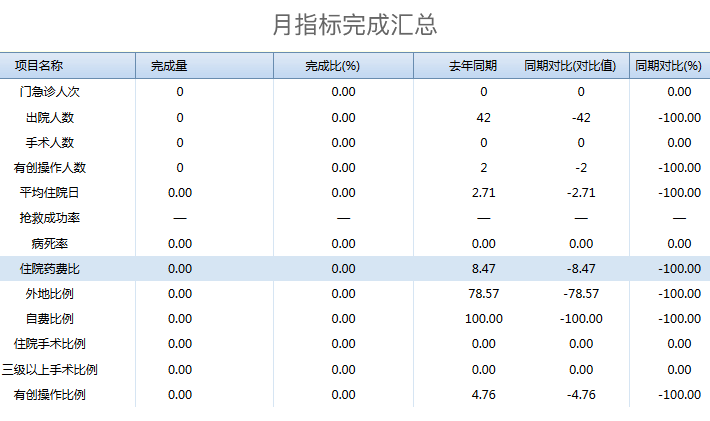 月指标完成汇总
项目名称 完成量 完成比(%) 去年同期 同期对比(对比值) 同期对比(%)
门急诊人次 0 0.00 0 0 0.00
出院人数 0 0.00 42 -42 -100.00
手术人数 0 0.00 0 0 0.00
有创操作人数 0 0.00 2 -2 -100.00
平均住院日 0.00 0.00 2.71 -2.71 -100.00
抢救成功率 — — — — —
病死率 0.00 0.00 0.00 0.00 0.00
住院药费比 0.00 0.00 8.47 -8.47 -100.00
外地比例 0.00 0.00 78.57 -78.57 -100.00
自费比例 0.00 0.00 100.00 -100.00 -100.00
住院手术比例 0.00 0.00 0.00 0.00 0.00
三级以上手术比例 0.00 0.00 0.00 0.00 0.00
有创操作比例 0.00 0.00 4.76 -4.76 -100.00